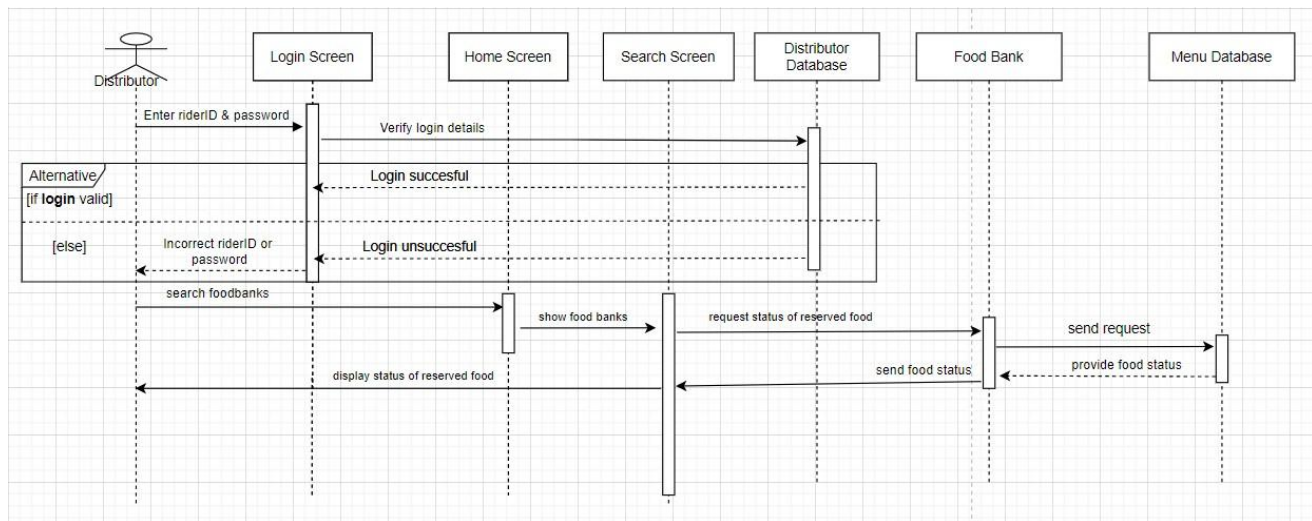 Distributor
Login Screen
Home Screen
Search Screen
Distributor
Database
Food Bank
Menu Database
Enter riderID & password
Verify login details
Alternative
[if login valid]
Login succesful
[else]
Incorrect riderID or
password
Login unsuccesful
search foodbanks
show food banks
request status of reserved food
send request
provide food status
send food status
display status of reserved food